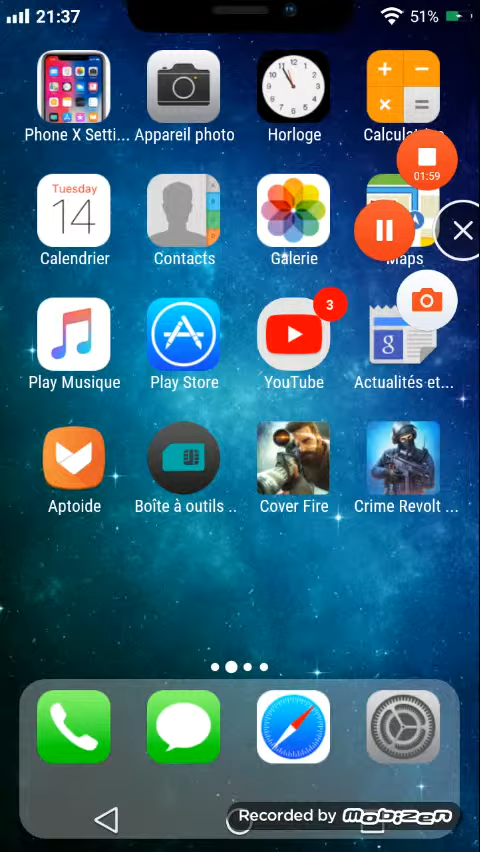 21:37
51%
Phone X Setti...
Appareil photo
Horloge
01:59
Tuesday
14
Calendrier
Contacts
Galerie
Maps
3
Play Musique
Play Store
YouTube
Actualités et...
Aptoide
Boîte à outils ..
Cover Fire
Crime Revolt ...
Recorded by MOBIZEN